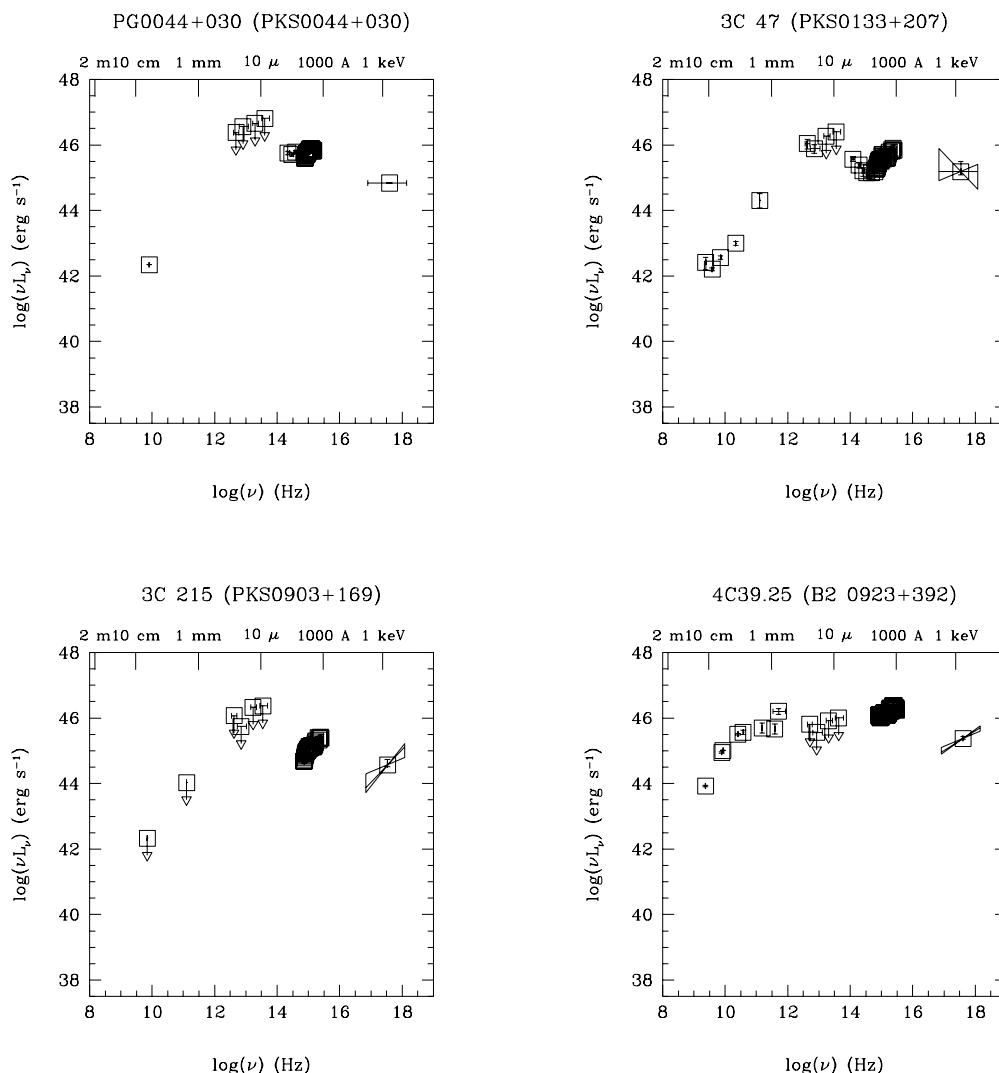 PG0044+030 (PKS0044+030)
2 m10 cm 1 mm 10 μ 1000 A 1 keV
48
46
44
42
40
38
8 10 12 14 16 18
log(νLν) (erg s⁻¹)
log(ν) (Hz)
3C 47 (PKS0133+207)
2 m10 cm 1 mm 10 μ 1000 A 1 keV
48
46
44
42
40
38
8 10 12 14 16 18
log(νLν) (erg s⁻¹)
log(ν) (Hz)
3C 215 (PKS0903+169)
2 m10 cm 1 mm 10 μ 1000 A 1 keV
48
46
44
42
40
38
8 10 12 14 16 18
log(νLν) (erg s⁻¹)
log(ν) (Hz)
4C39.25 (B2 0923+392)
2 m10 cm 1 mm 10 μ 1000 A 1 keV
48
46
44
42
40
38
8 10 12 14 16 18
log(νLν) (erg s⁻¹)
log(ν) (Hz)